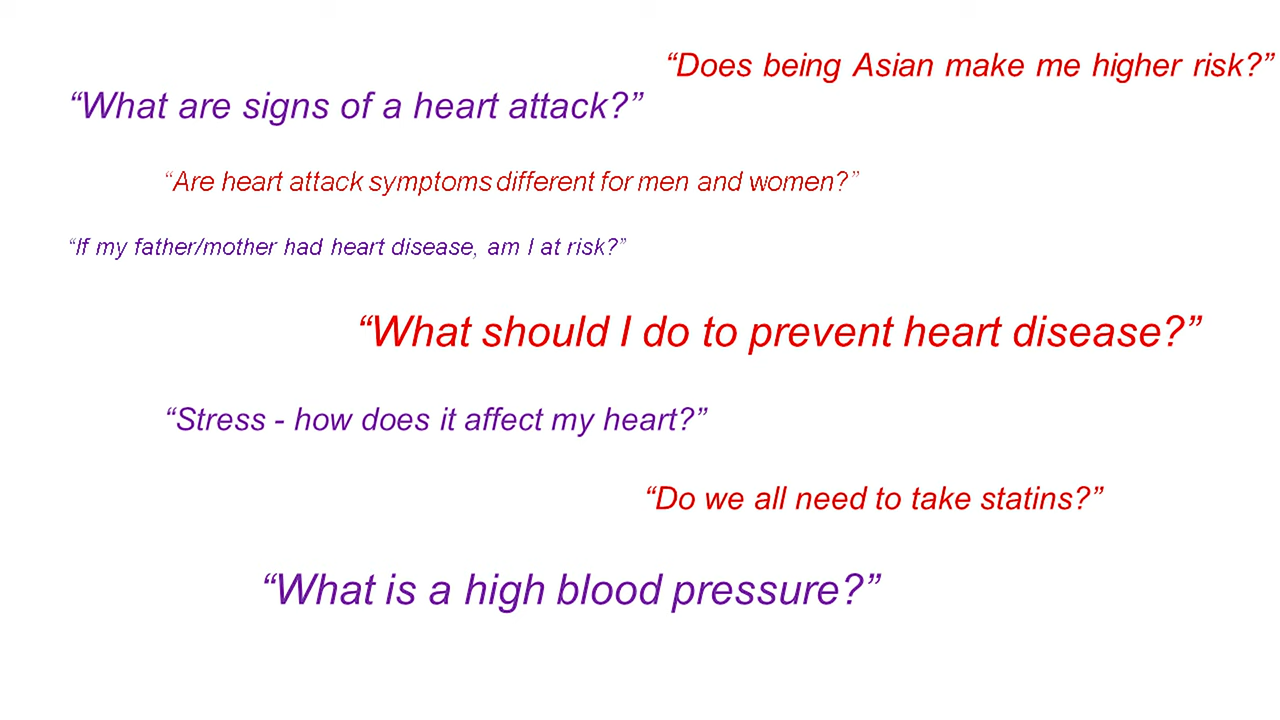 “Does being Asian make me higher risk?”
“What are signs of a heart attack?”
“Are heart attack symptoms different for men and women?”
“If my father/mother had heart disease, am I at risk?”
“What should I do to prevent heart disease?”
“Stress - how does it affect my heart?”
“Do we all need to take statins?”
“What is a high blood pressure?”